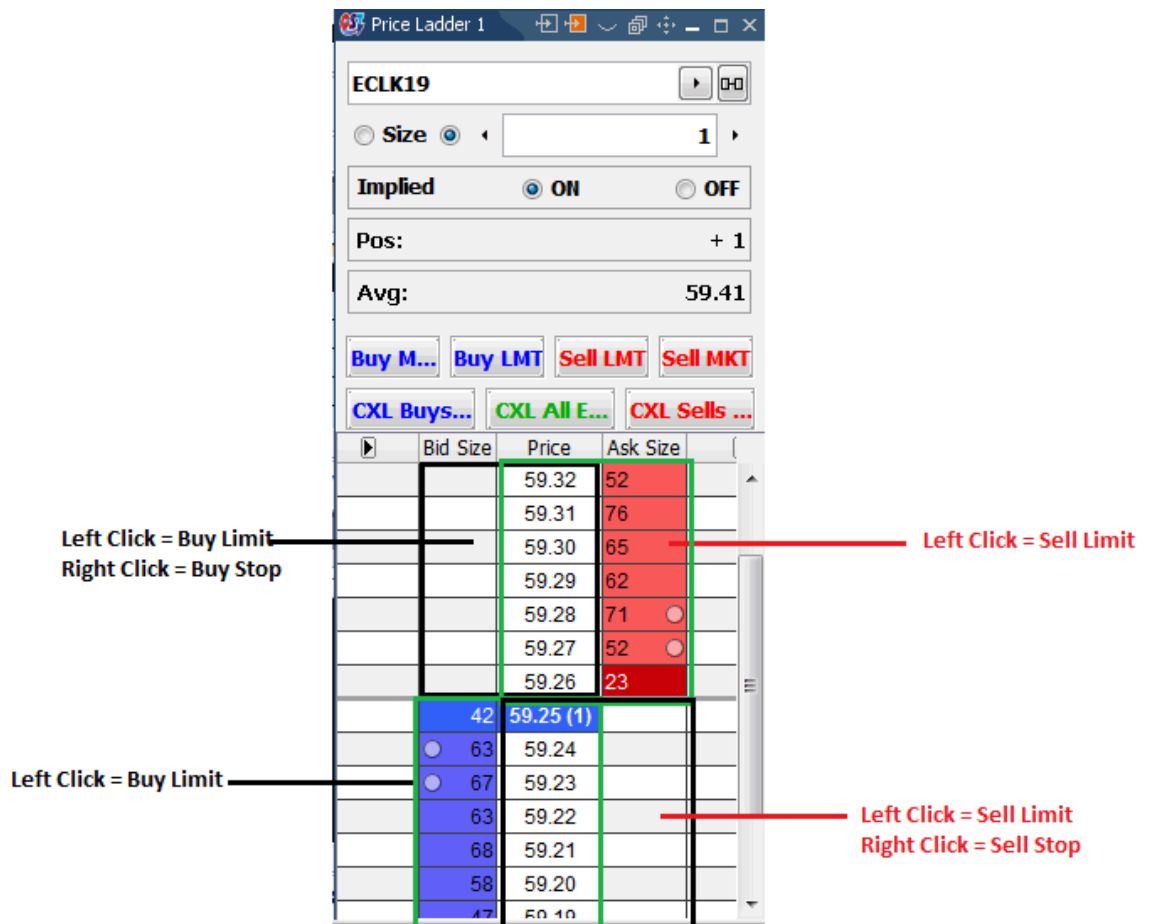 Price Ladder 1
ECLK19
Size 1
Implied ON OFF
Pos: + 1
Avg: 59.41
Buy M... Buy LMT Sell LMT Sell MKT
CXL Buys... CXL All E... CXL Sells ...
Bid Size Price Ask Size
59.32 52
59.31 76
Left Click = Buy Limit
Right Click = Buy Stop
59.30 65
Left Click = Sell Limit
59.29 62
59.28 71
59.27 52
59.26 23
42 59.25 (1)
63 59.24
Left Click = Buy Limit
67 59.23
63 59.22
Left Click = Sell Limit
Right Click = Sell Stop
68 59.21
58 59.20
47 59.19